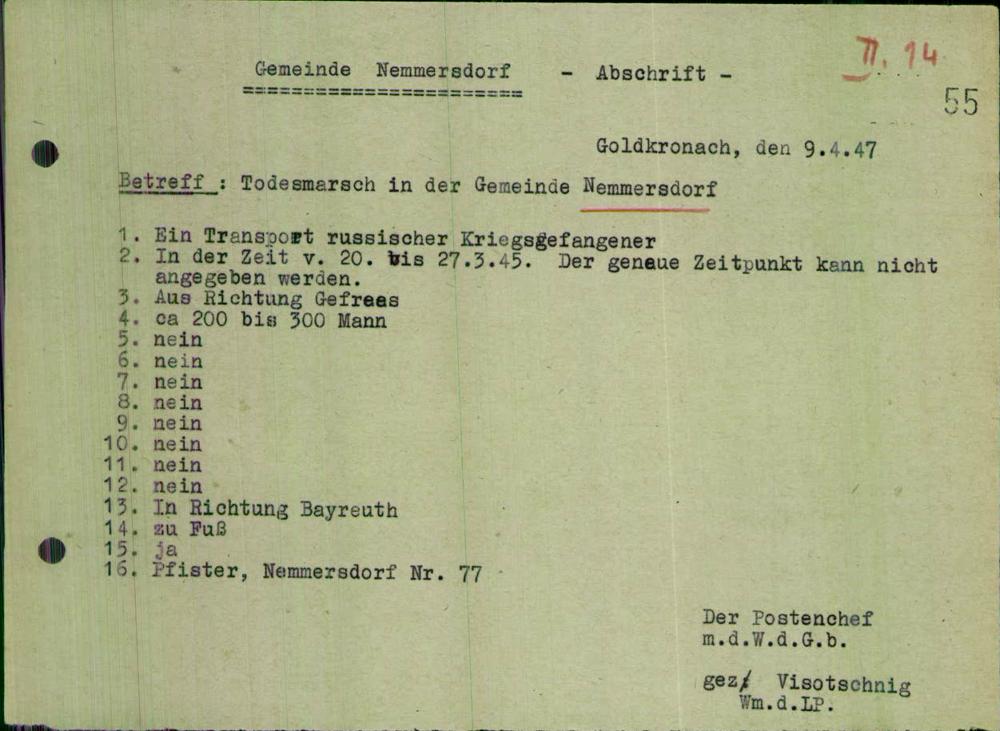 II. 14
Gemeinde Nemmersdorf - Abschrift -
=======================
55
Goldkronach, den 9.4.47
Betreff : Todesmarsch in der Gemeinde Nemmersdorf
1. Ein Transport russischer Kriegsgefangener
2. In der Zeit v. 20. bis 27.3.45. Der genaue Zeitpunkt kann nicht
angegeben werden.
3. Aus Richtung Gefrees
4. ca 200 bis 300 Mann
5. nein
6. nein
7. nein
8. nein
9. nein
10. nein
11. nein
12. nein
13. In Richtung Bayreuth
14. zu Fuß
15. ja
16. Pfister, Nemmersdorf Nr. 77
Der Postenchef
m.d.W.d.G.b.
gez/ Visotschnig
Wm.d.LP.